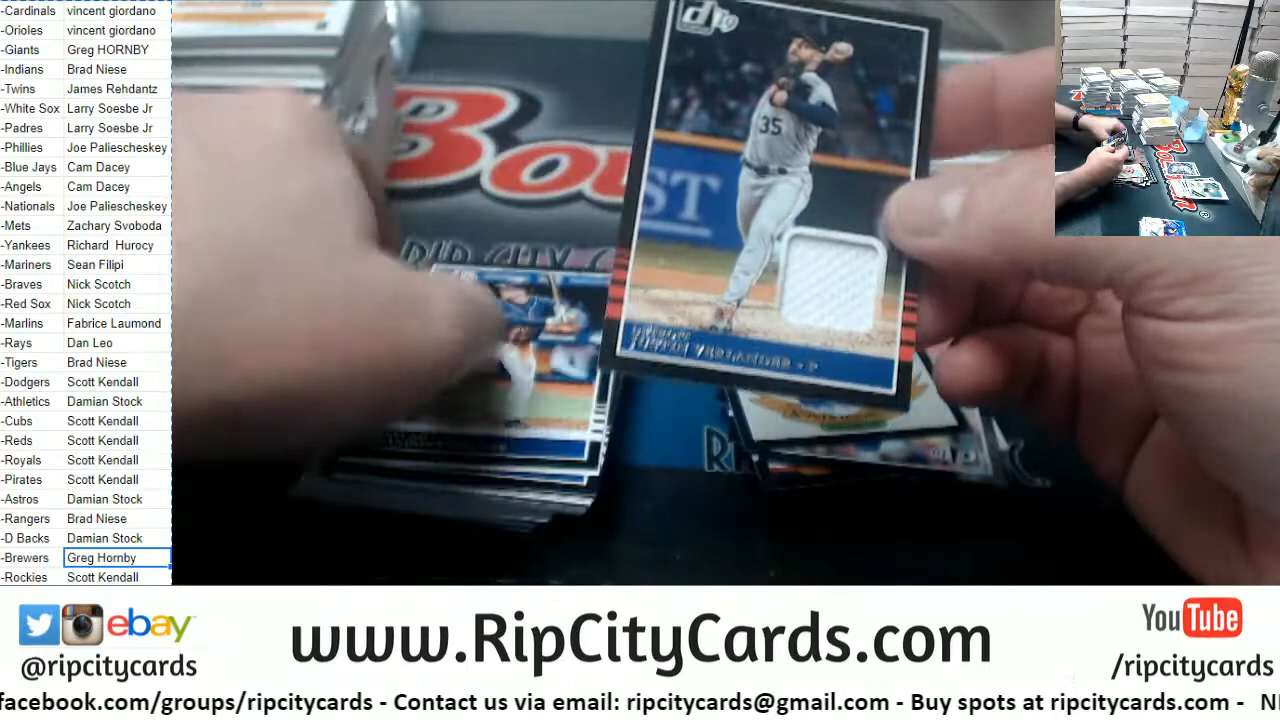 -Cardinals vincent giordano
-Orioles vincent giordano
-Giants Greg HORNBY
-Indians Brad Niese
-Twins James Rehdantz
-White Sox Larry Soesbe Jr
-Padres Larry Soesbe Jr
-Phillies Joe Paliescheskey
-Blue Jays Cam Dacey
-Angels Cam Dacey
-Nationals Joe Paliescheskey
-Mets Zachary Svoboda
-Yankees Richard Hurocy
-Mariners Sean Filipi
-Braves Nick Scotch
-Red Sox Nick Scotch
-Marlins Fabrice Laumond
-Rays Dan Leo
-Tigers Brad Niese
-Dodgers Scott Kendall
-Athletics Damian Stock
-Cubs Scott Kendall
-Reds Scott Kendall
-Royals Scott Kendall
-Pirates Scott Kendall
-Astros Damian Stock
-Rangers Brad Niese
-D Backs Damian Stock
-Brewers Greg Hornby
-Rockies Scott Kendall
35
RIP CITY
ebay
@ripcitycards
www.RipCityCards.com
YouTube
/ripcitycards
facebook.com/groups/ripcitycards - Contact us via email: ripcitycards@gmail.com - Buy spots at ripcitycards.com -